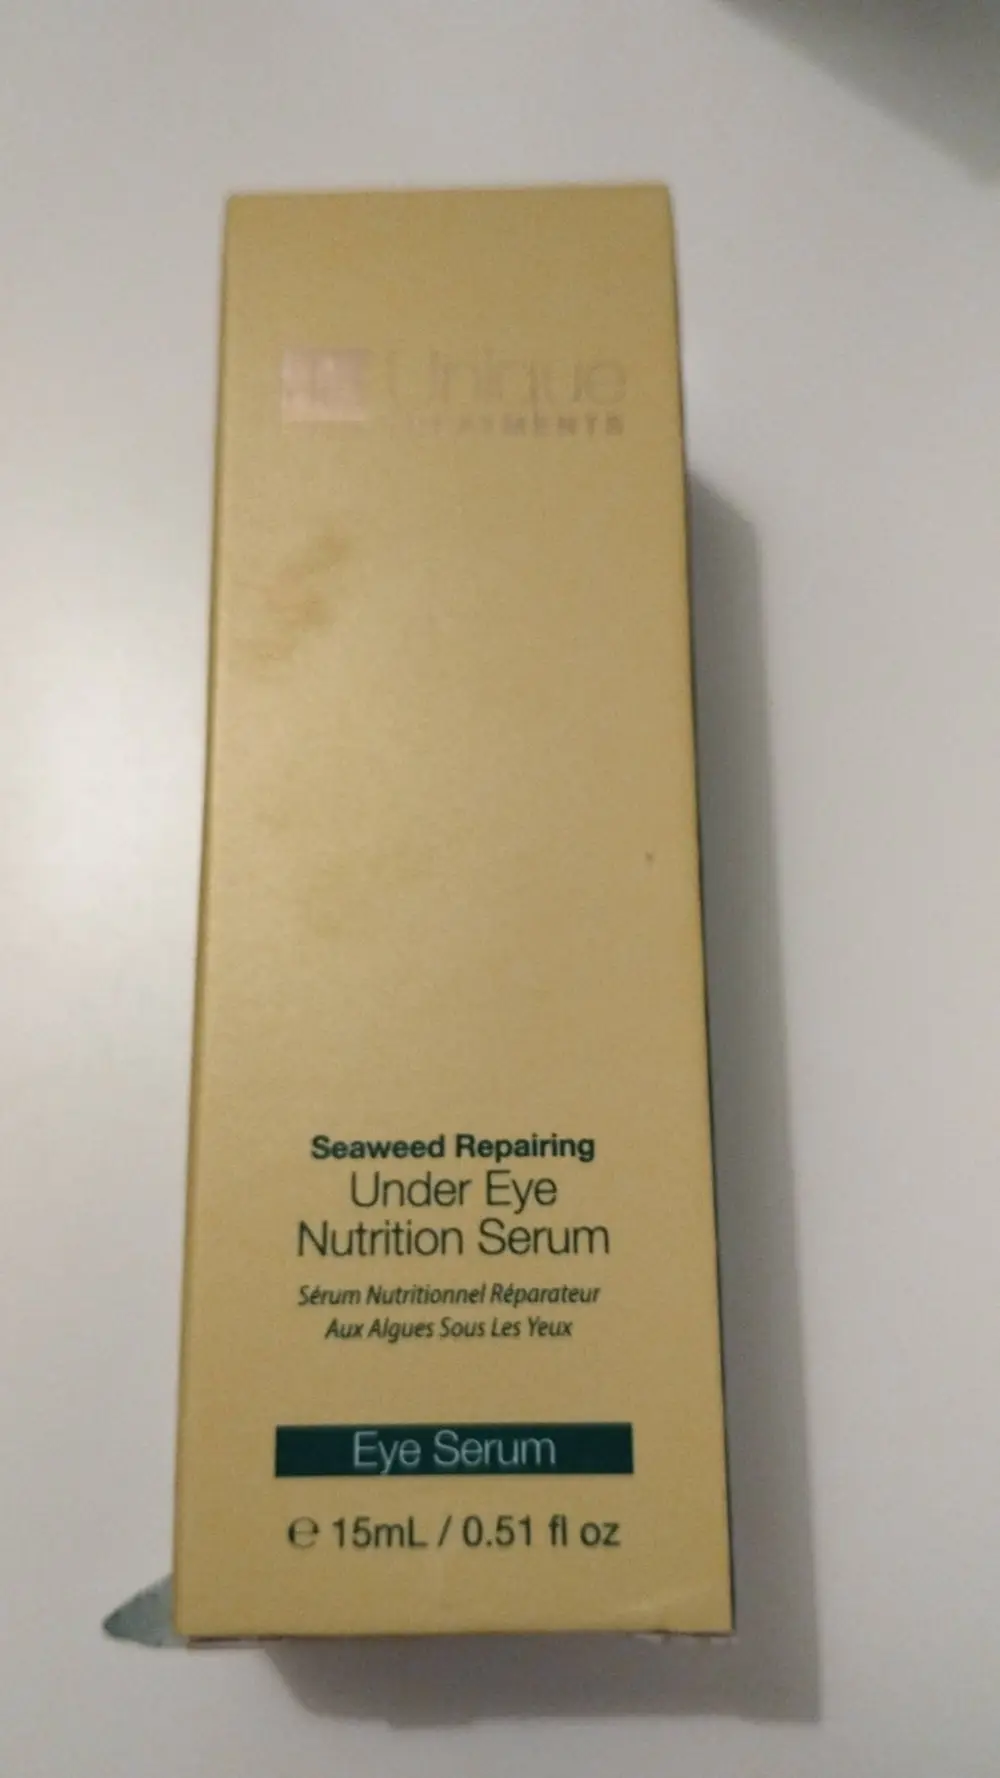 Unique
TREATMENTS
Seaweed Repairing
Under Eye
Nutrition Serum
Sérum Nutritionnel Réparateur
Aux Algues Sous Les Yeux
Eye Serum
℮ 15mL / 0.51 fl oz